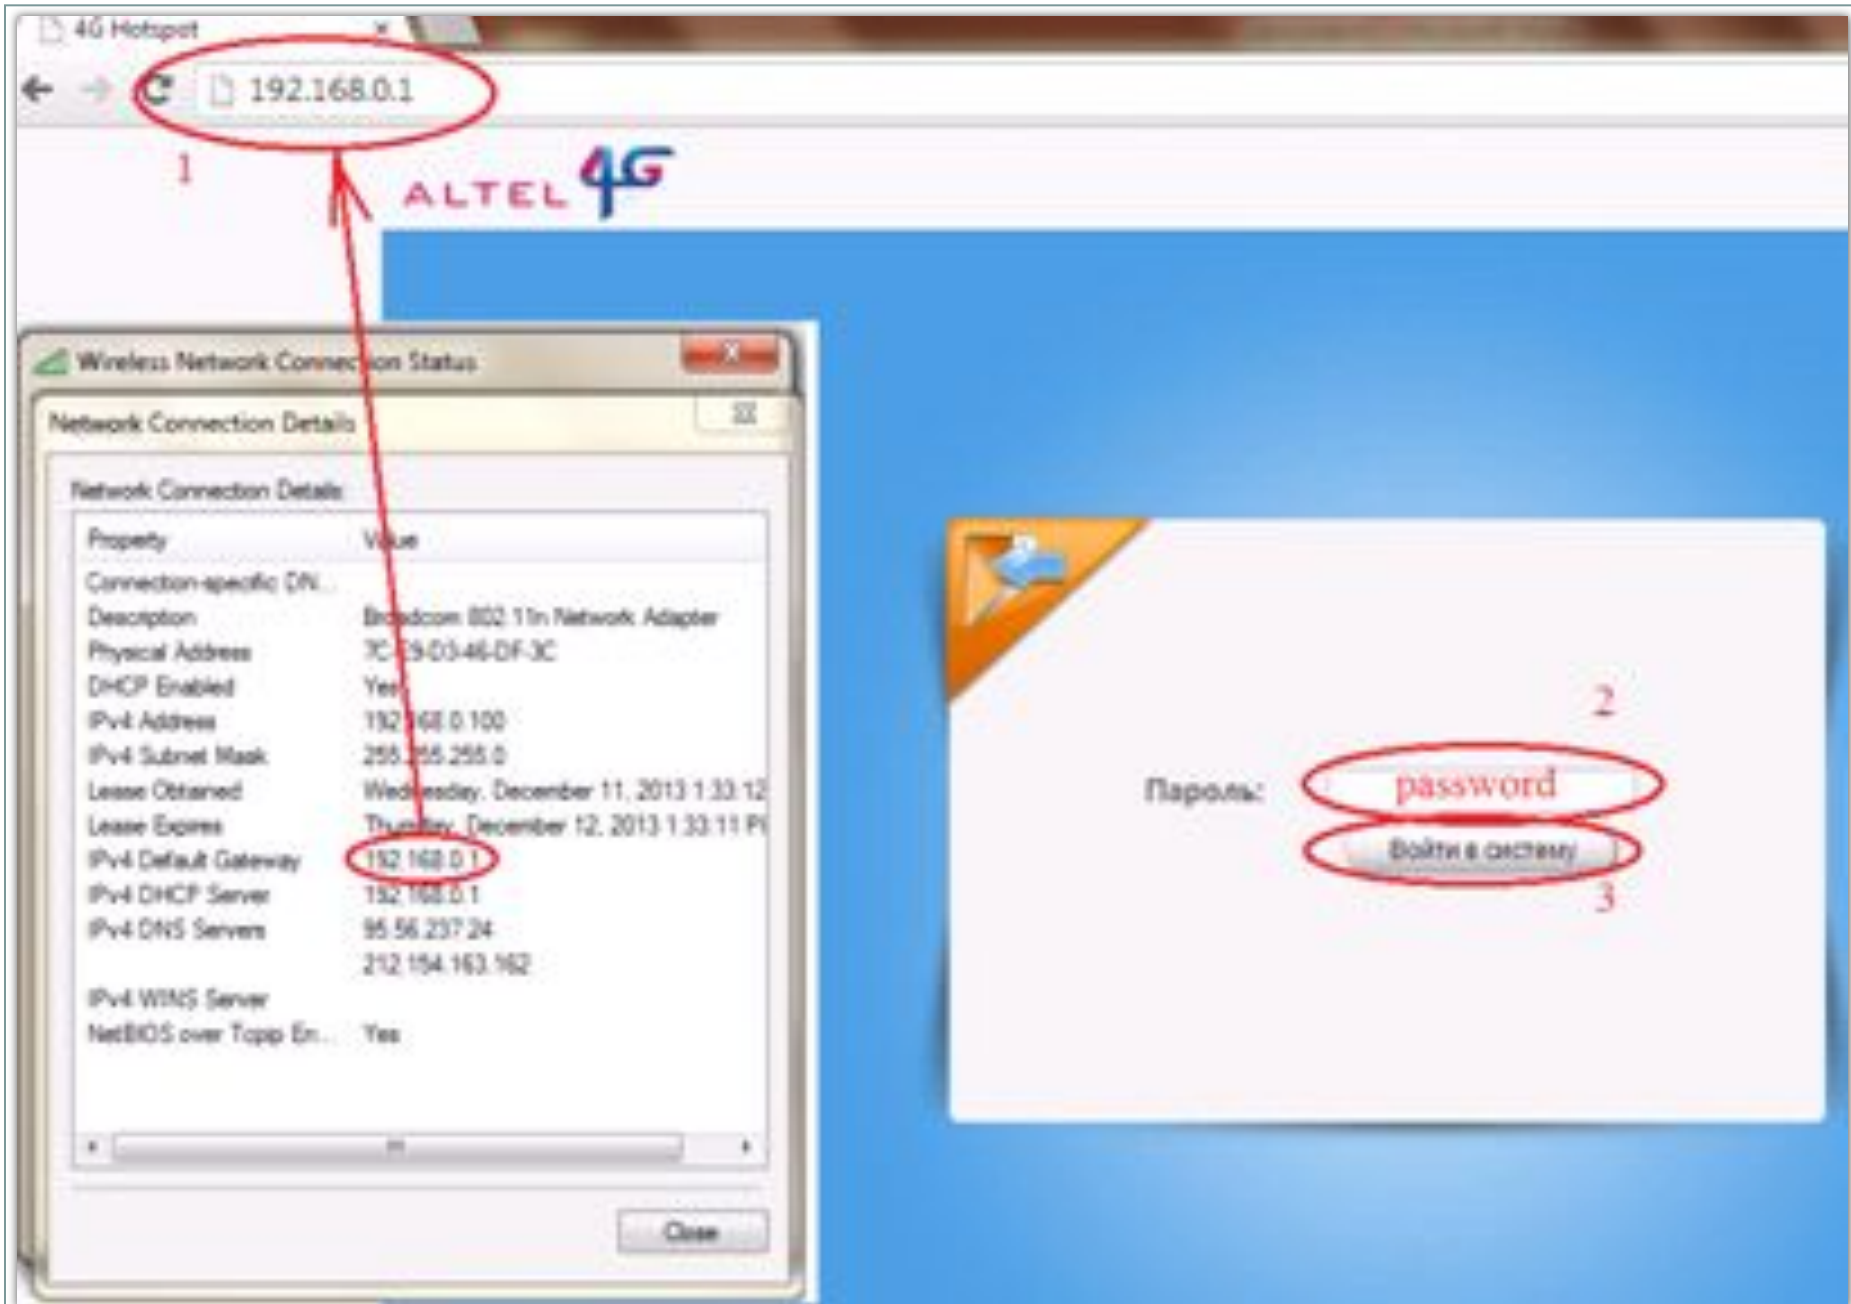 4G Hotspot
192.168.0.1
1
ALTEL 4G
Wireless Network Connection Status
Network Connection Details
Network Connection Details:
Property Value
Connection-specific DN...
Description Broadcom 802.11n Network Adapter
Physical Address 7C-E9-D3-46-DF-3C
DHCP Enabled Yes
IPv4 Address 192.168.0.100
IPv4 Subnet Mask 255.255.255.0
Lease Obtained Wednesday, December 11, 2013 1:33:12
Lease Expires Thursday, December 12, 2013 1:33:11 P
IPv4 Default Gateway 192.168.0.1
IPv4 DHCP Server 192.168.0.1
IPv4 DNS Servers 95.56.237.24
212.154.163.162
IPv4 WINS Server
NetBIOS over Tcpip En... Yes
Close
2
Пароль: password
Войти в систему
3